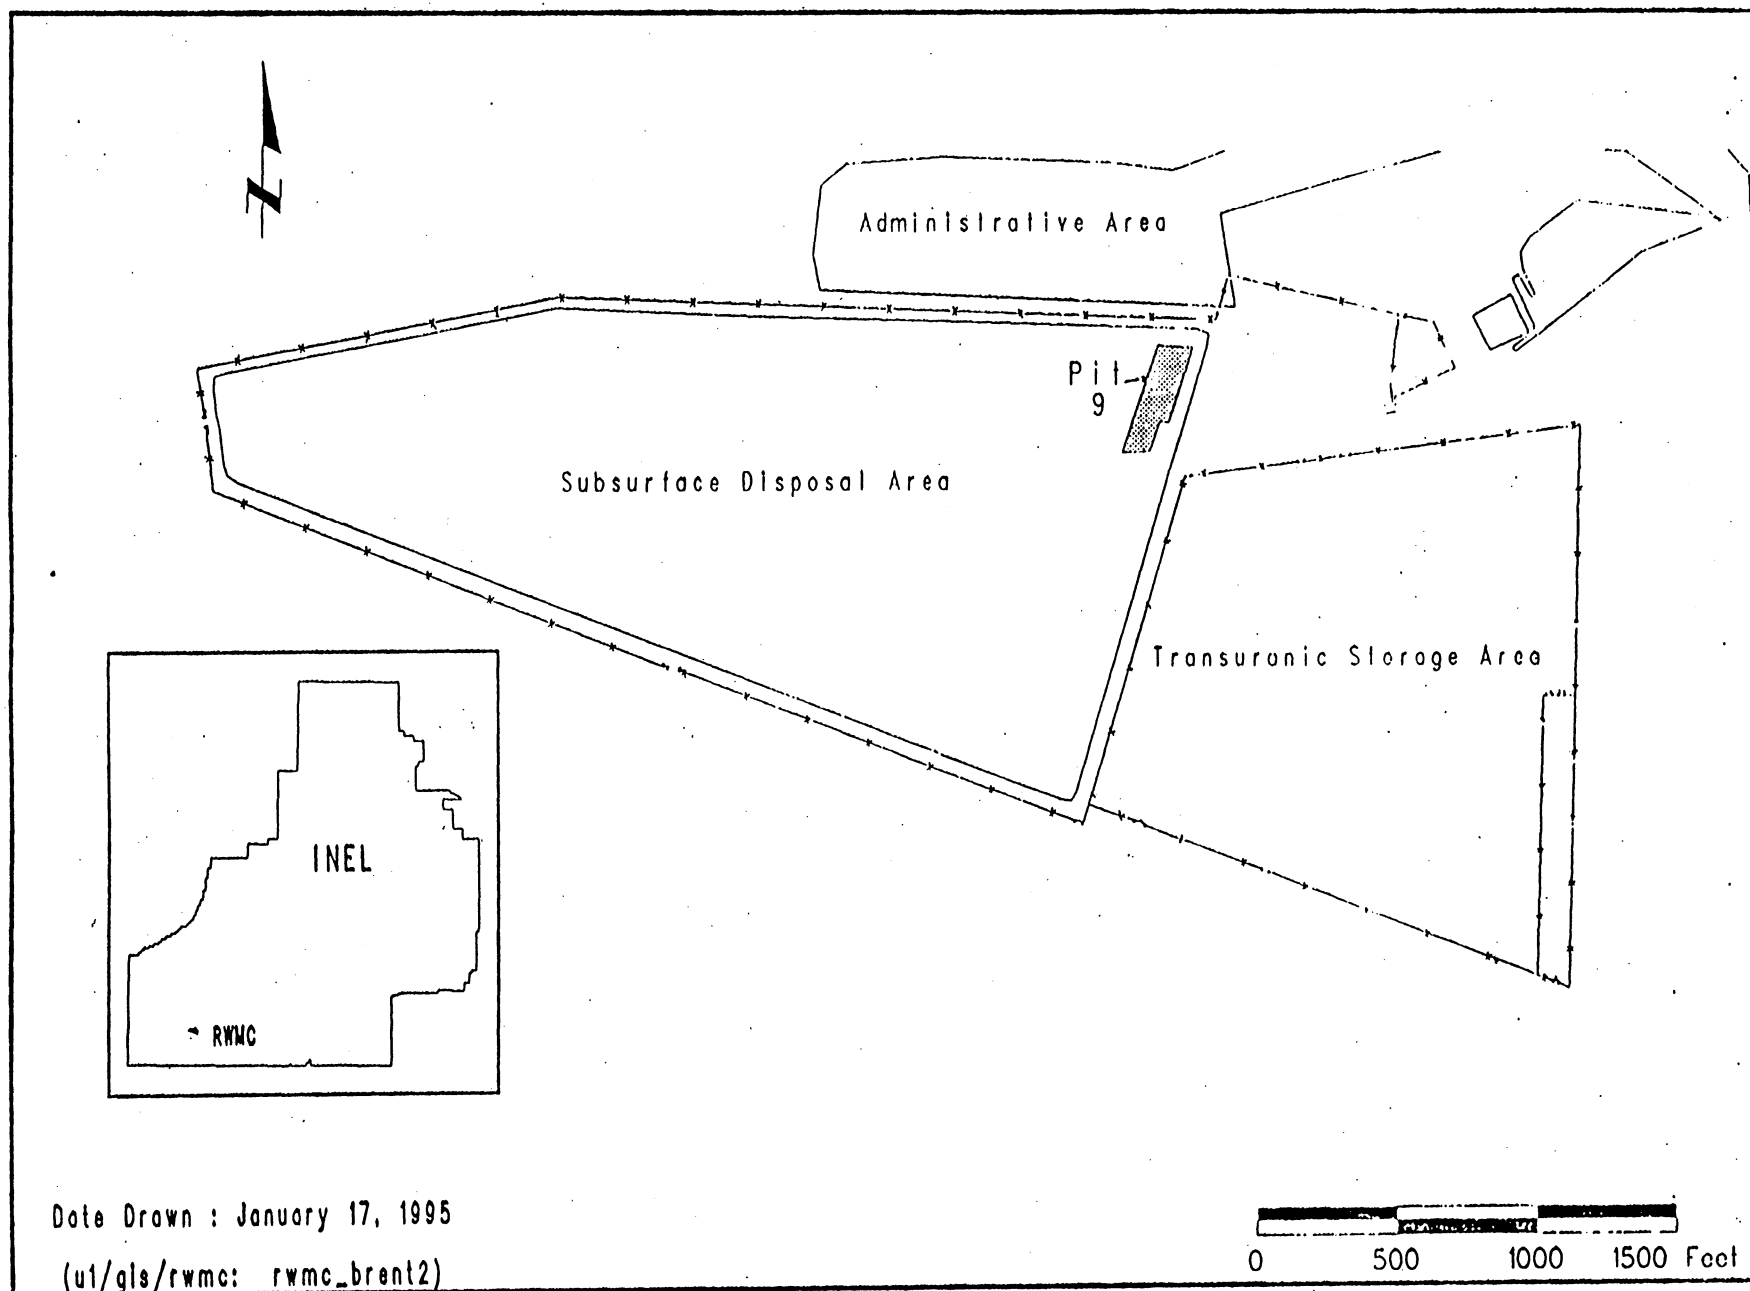 N
Administrative Area
Pit
9
Subsurface Disposal Area
Transuranic Storage Area
INEL
RWMC
Date Drawn : January 17, 1995
(u1/gis/rwmc: rwmc_brent2)
0 500 1000 1500 Feet